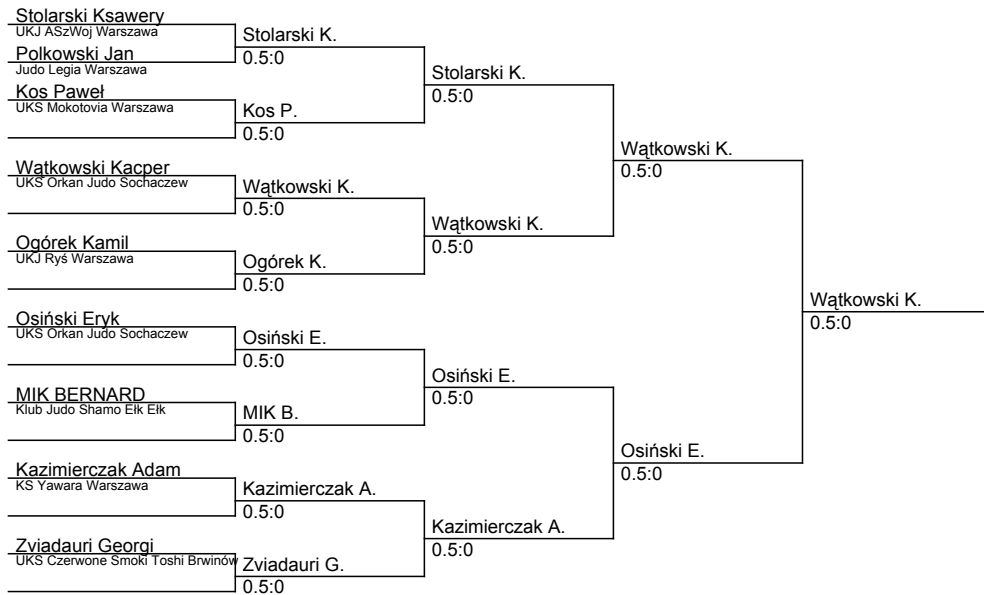 Stolarski Ksawery
UKJ ASzWoj Warszawa
Polkowski Jan
Judo Legia Warszawa
Kos Paweł
UKS Mokotovia Warszawa
Wątkowski Kacper
UKS Orkan Judo Sochaczew
Ogórek Kamil
UKJ Ryś Warszawa
Osiński Eryk
UKS Orkan Judo Sochaczew
MIK BERNARD
Klub Judo Shamo Ełk Ełk
Kazimierczak Adam
KS Yawara Warszawa
Zviadauri Georgi
UKS Czerwone Smoki Toshi Brwinów
Stolarski K.
0.5:0
Kos P.
0.5:0
Wątkowski K.
0.5:0
Ogórek K.
0.5:0
Osiński E.
0.5:0
MIK B.
0.5:0
Kazimierczak A.
0.5:0
Zviadauri G.
0.5:0
Stolarski K.
0.5:0
Wątkowski K.
0.5:0
Osiński E.
0.5:0
Kazimierczak A.
0.5:0
Wątkowski K.
0.5:0
Osiński E.
0.5:0
Wątkowski K.
0.5:0